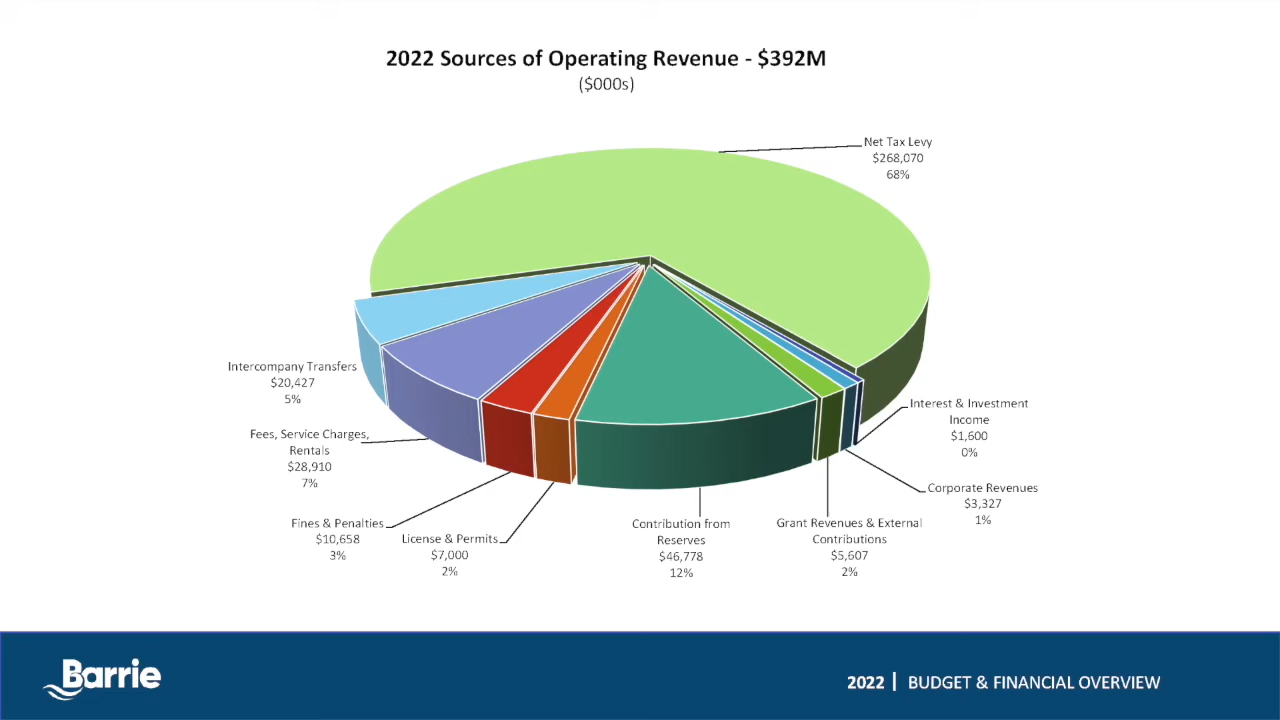 2022 Sources of Operating Revenue - $392M
($000s)
Net Tax Levy
$268,070
68%
Intercompany Transfers
$20,427
5%
Fees, Service Charges,
Rentals
$28,910
7%
Fines & Penalties
$10,658
3%
License & Permits
$7,000
2%
Contribution from
Reserves
$46,778
12%
Grant Revenues & External
Contributions
$5,607
2%
Corporate Revenues
$3,327
1%
Interest & Investment
Income
$1,600
0%
Barrie
2022 | BUDGET & FINANCIAL OVERVIEW